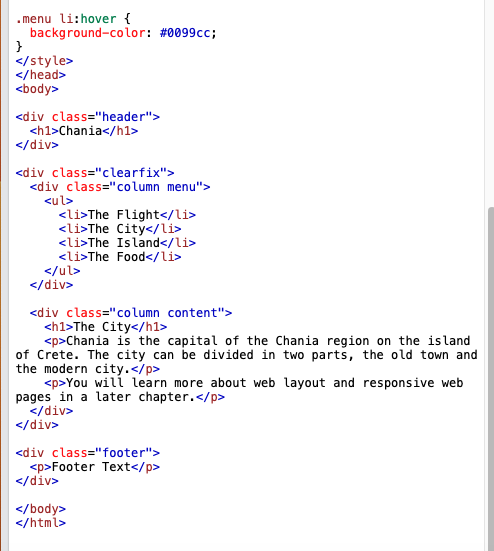 .menu li:hover {
  background-color: #0099cc;
}
</style>
</head>
<body>

<div class="header">
  <h1>Chania</h1>
</div>

<div class="clearfix">
  <div class="column menu">
    <ul>
      <li>The Flight</li>
      <li>The City</li>
      <li>The Island</li>
      <li>The Food</li>
    </ul>
  </div>

  <div class="column content">
    <h1>The City</h1>
    <p>Chania is the capital of the Chania region on the island
of Crete. The city can be divided in two parts, the old town and
the modern city.</p>
    <p>You will learn more about web layout and responsive web
pages in a later chapter.</p>
  </div>
</div>

<div class="footer">
  <p>Footer Text</p>
</div>

</body>
</html>